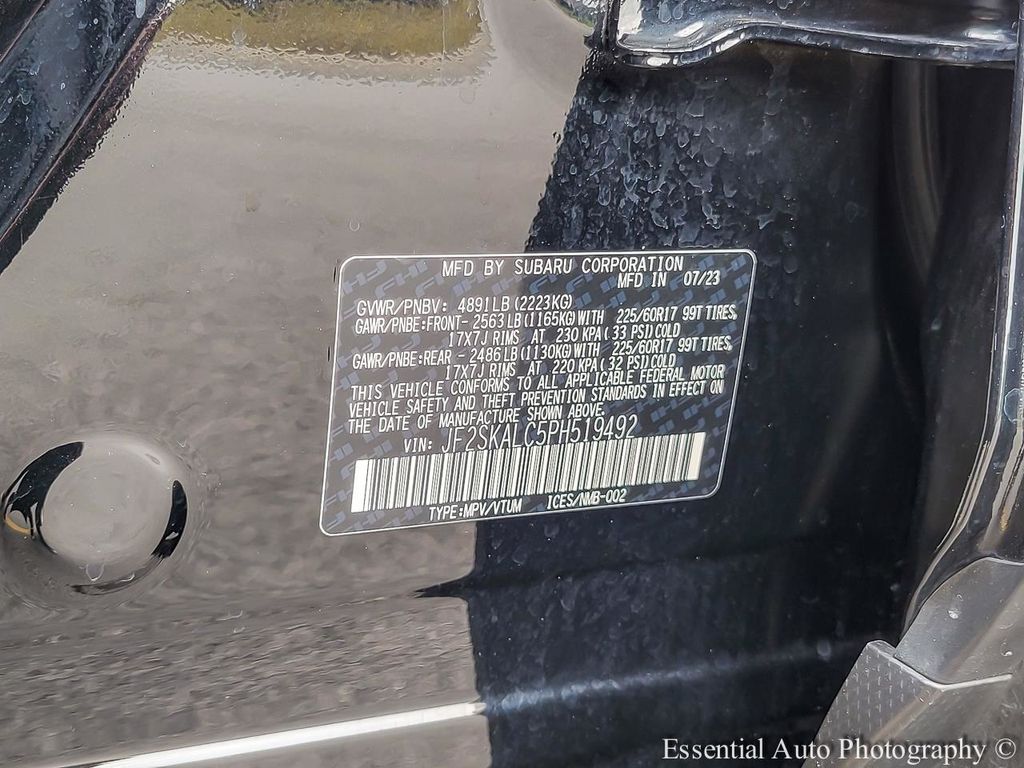 MFD BY SUBARU CORPORATION
MFD IN 07/23
GVWR/PNBV: 4891LB(2223KG)
GAWR/PNBE:FRONT-2563LB(1165KG)WITH 225/60R17 99T TIRES,
17X7J RIMS AT 230 KPA(33 PSI)COLD
GAWR/PNBE:REAR -2486LB(1130KG)WITH 225/60R17 99T TIRES,
17X7J RIMS AT 220 KPA(32 PSI)COLD
THIS VEHICLE CONFORMS TO ALL APPLICABLE FEDERAL MOTOR
VEHICLE SAFETY AND THEFT PREVENTION STANDARDS IN EFFECT ON
THE DATE OF MANUFACTURE SHOWN ABOVE.
VIN: JF2SKALC5PH519492
TYPE:MPV/VTUM ICES/NMB-002
Essential Auto Photography ©